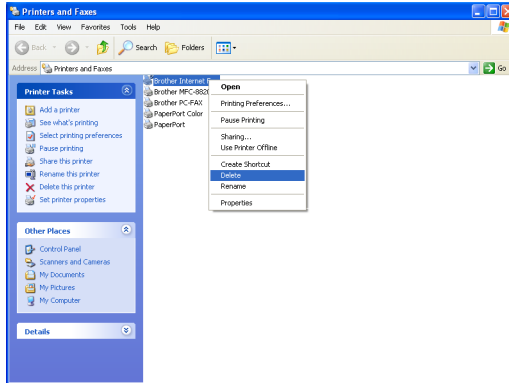 Printers and Faxes
File Edit View Favorites Tools Help
Back Search Folders
Address Printers and Faxes Go
Printer Tasks
Add a printer
See what's printing
Select printing preferences
Pause printing
Share this printer
Rename this printer
Delete this printer
Set printer properties
Other Places
Control Panel
Scanners and Cameras
My Documents
My Pictures
My Computer
Details
Brother Internet
Brother MFC-882
Brother PC-FAX
PaperPort Color
PaperPort
Open
Printing Preferences...
Pause Printing
Sharing...
Use Printer Offline
Create Shortcut
Delete
Rename
Properties